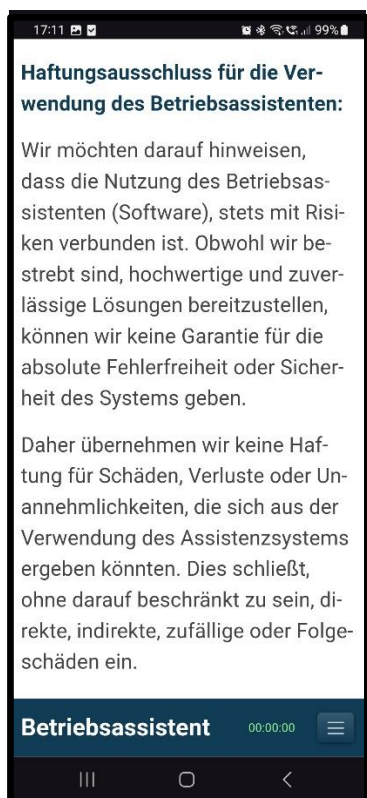 17:11 99%
Haftungsausschluss für die Ver-
wendung des Betriebsassistenten:
Wir möchten darauf hinweisen,
dass die Nutzung des Betriebsas-
sistenten (Software), stets mit Risi-
ken verbunden ist. Obwohl wir be-
strebt sind, hochwertige und zuver-
lässige Lösungen bereitzustellen,
können wir keine Garantie für die
absolute Fehlerfreiheit oder Sicher-
heit des Systems geben.
Daher übernehmen wir keine Haf-
tung für Schäden, Verluste oder Un-
annehmlichkeiten, die sich aus der
Verwendung des Assistenzsystems
ergeben könnten. Dies schließt,
ohne darauf beschränkt zu sein, di-
rekte, indirekte, zufällige oder Folge-
schäden ein.
Betriebsassistent 00:00:00